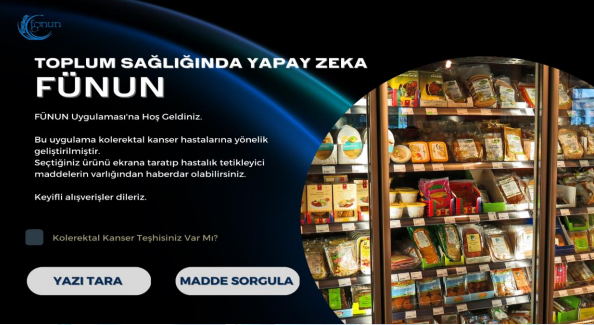 fünun
TOPLUM SAĞLIĞINDA YAPAY ZEKA
FÜNUN
FÜNUN Uygulaması'na Hoş Geldiniz.
Bu uygulama kolerektal kanser hastalarına yönelik
geliştirilmiştir.
Seçtiğiniz ürünü ekrana taratıp hastalık tetikleyici
maddelerin varlığından haberdar olabilirsiniz.
Keyifli alışverişler dileriz.
Kolerektal Kanser Teşhisiniz Var Mı?
YAZI TARA
MADDE SORGULA